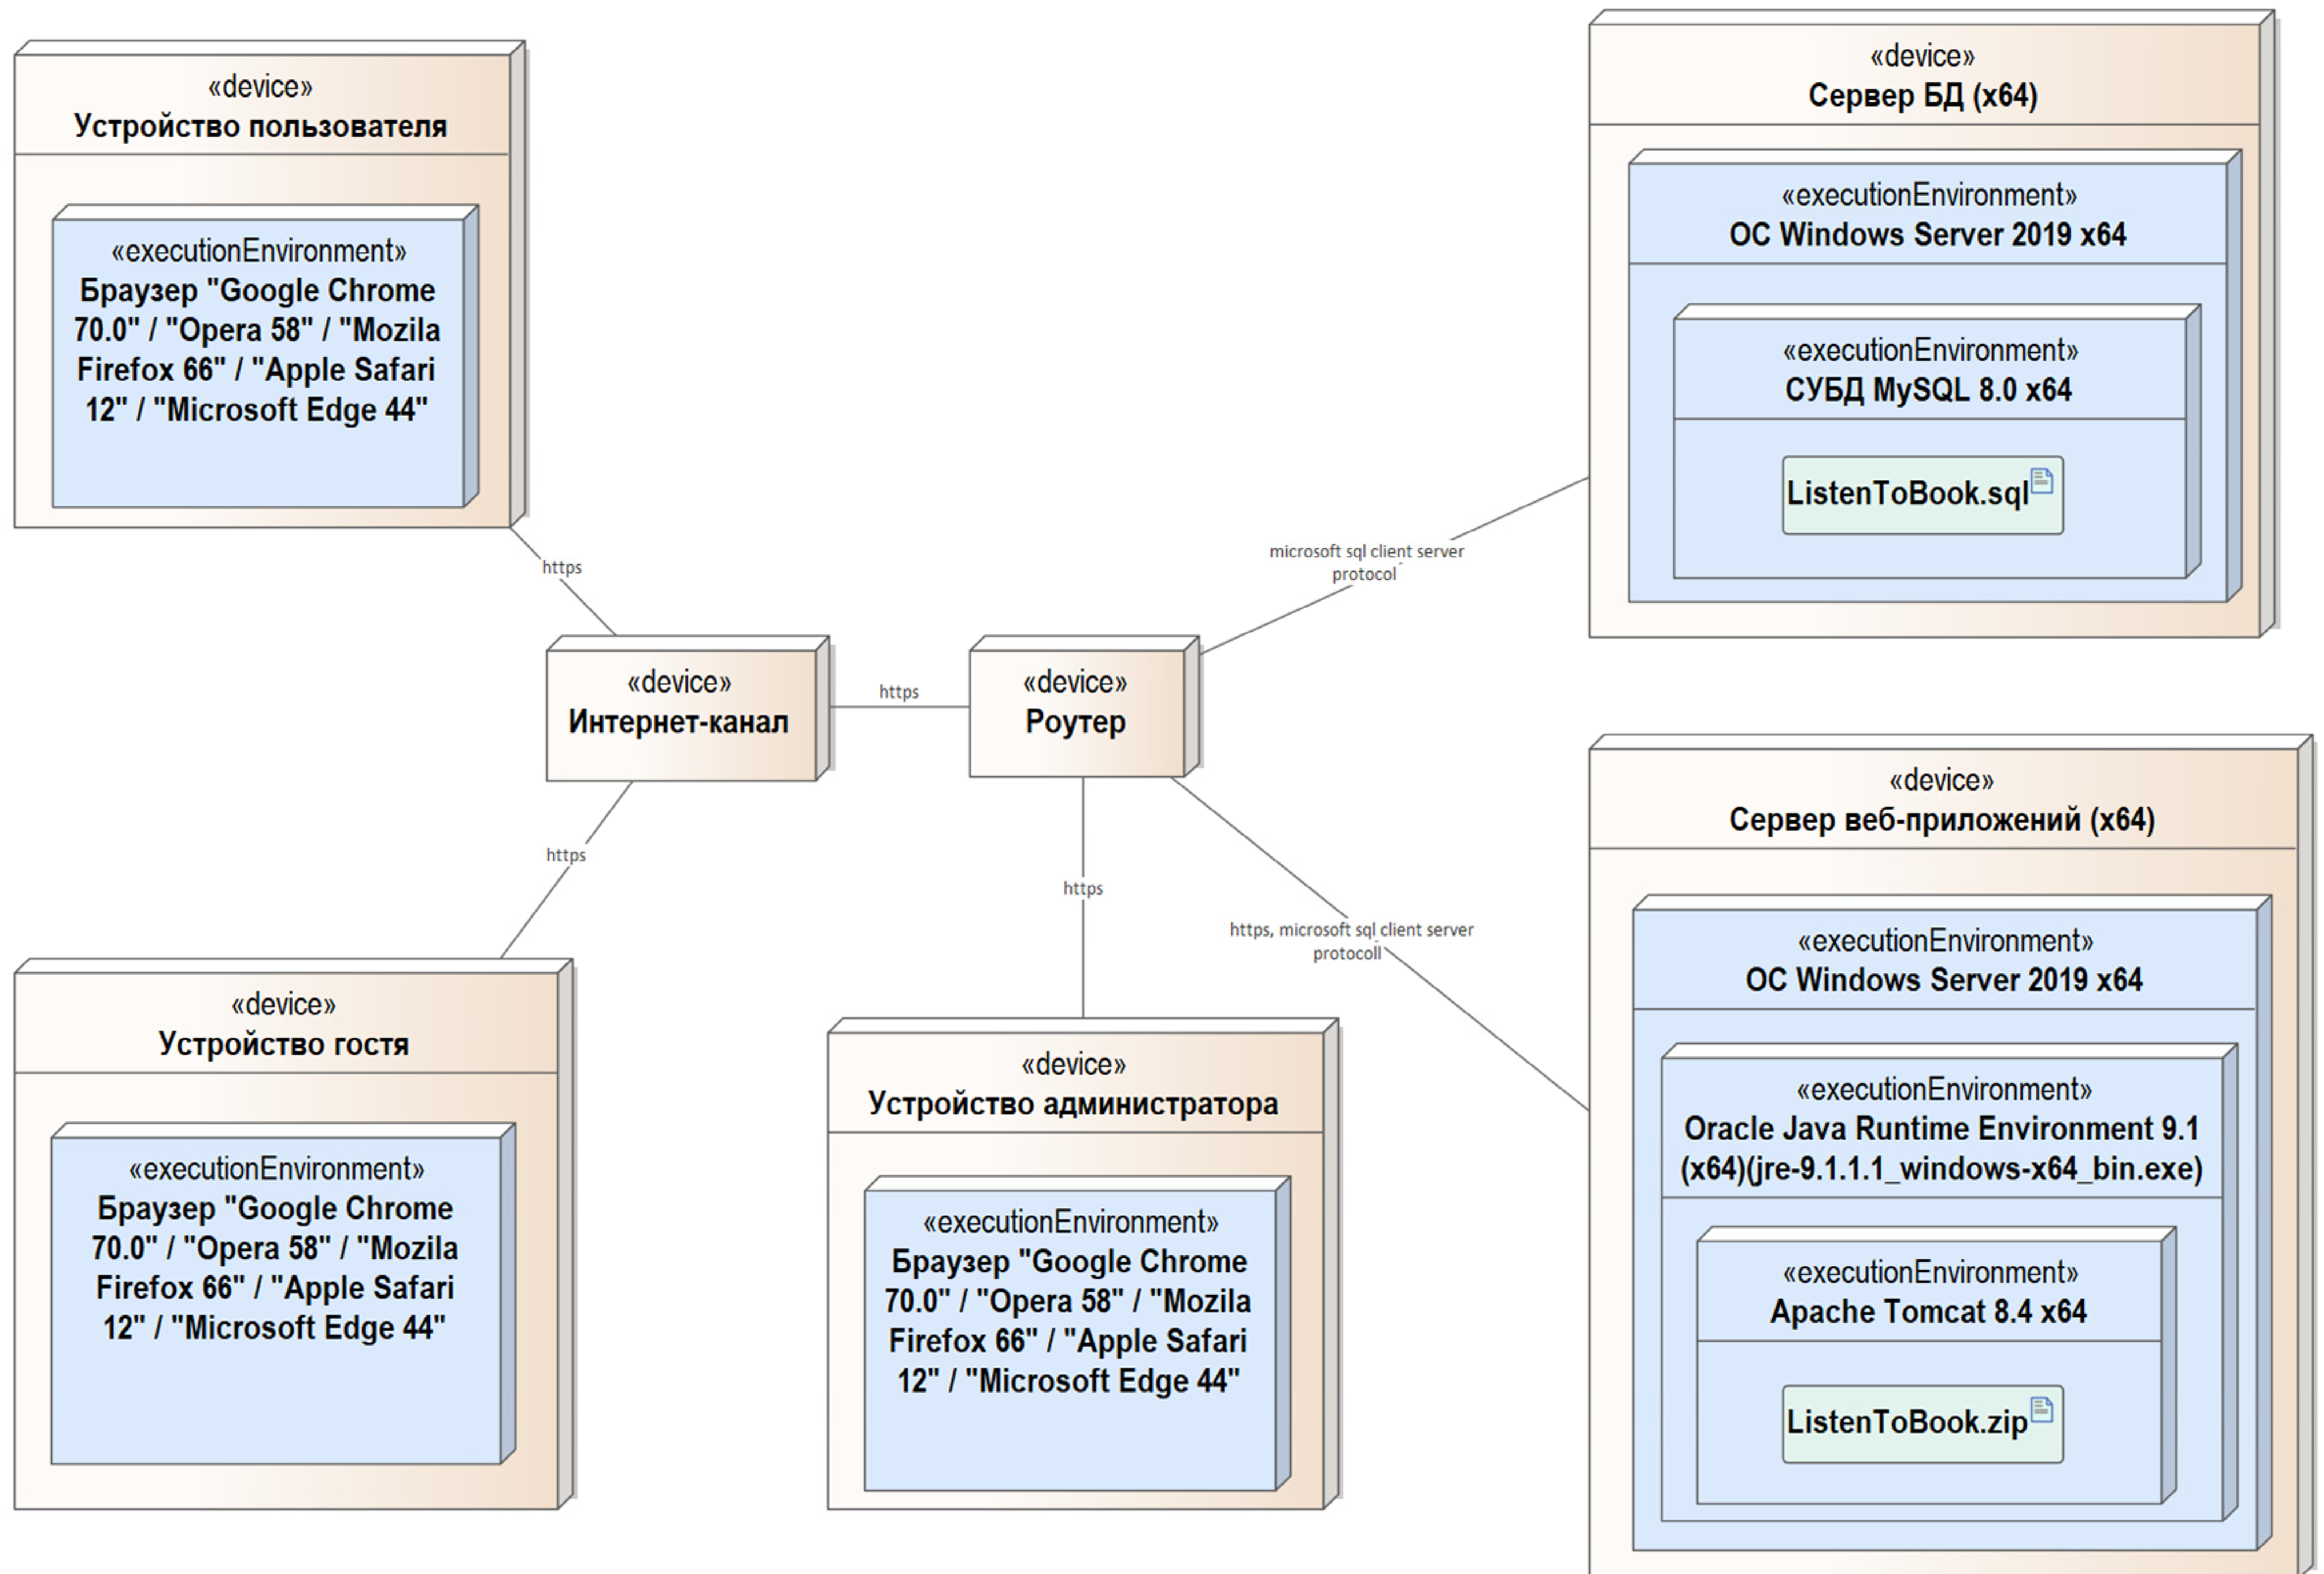 «device»
Устройство пользователя
«executionEnvironment»
Браузер "Google Chrome
70.0" / "Opera 58" / "Mozila
Firefox 66" / "Apple Safari
12" / "Microsoft Edge 44"
«device»
Сервер БД (x64)
«executionEnvironment»
ОС Windows Server 2019 x64
«executionEnvironment»
СУБД MySQL 8.0 x64
ListenToBook.sql
https
microsoft sql client server
protocol
«device»
Интернет-канал
https
«device»
Роутер
https
https
https, microsoft sql client server
protocoll
«device»
Сервер веб-приложений (x64)
«executionEnvironment»
ОС Windows Server 2019 x64
«executionEnvironment»
Oracle Java Runtime Environment 9.1
(x64)(jre-9.1.1.1_windows-x64_bin.exe)
«executionEnvironment»
Apache Tomcat 8.4 x64
ListenToBook.zip
«device»
Устройство гостя
«executionEnvironment»
Браузер "Google Chrome
70.0" / "Opera 58" / "Mozila
Firefox 66" / "Apple Safari
12" / "Microsoft Edge 44"
«device»
Устройство администратора
«executionEnvironment»
Браузер "Google Chrome
70.0" / "Opera 58" / "Mozila
Firefox 66" / "Apple Safari
12" / "Microsoft Edge 44"